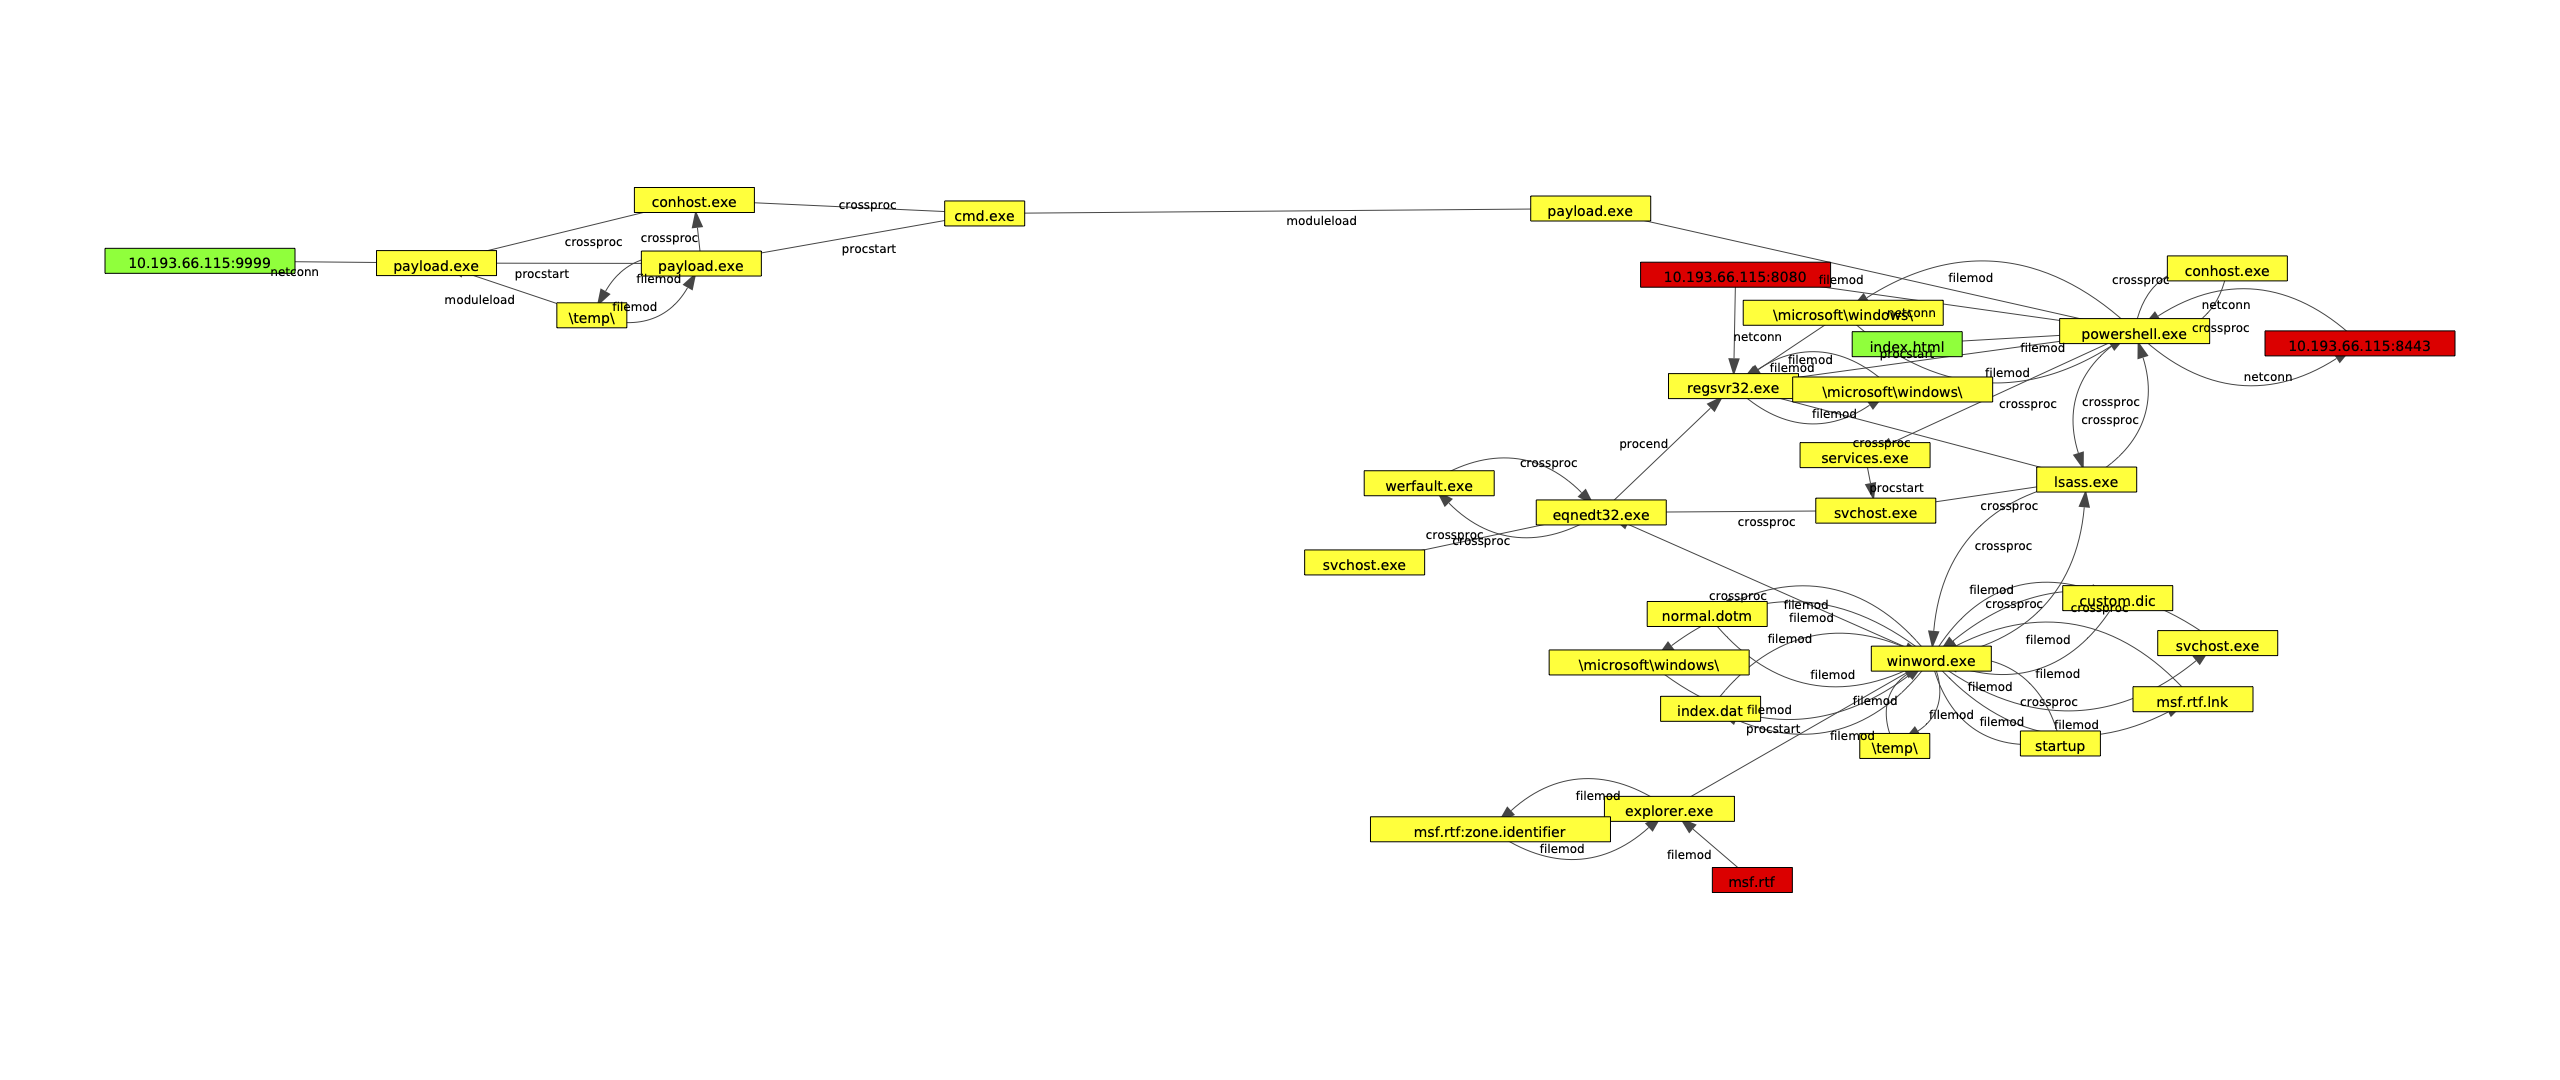 conhost.exe
crossproc
cmd.exe
payload.exe
moduleload
crossproc
crossproc
procstart
10.193.66.115:9999
netconn
payload.exe
procstart
payload.exe
filemod
moduleload
filemod
\temp\
conhost.exe
10.193.66.115:8080
filemod
filemod
crossproc
netconn
\microsoft\windows\
netconn
powershell.exe
crossproc
netconn
index.html
procstart
filemod
10.193.66.115:8443
filemod
filemod
filemod
netconn
regsvr32.exe
\microsoft\windows\
crossproc
crossproc
filemod
crossproc
procend
crossproc
services.exe
werfault.exe
crossproc
lsass.exe
procstart
crossproc
eqnedt32.exe
svchost.exe
crossproc
crossproc
crossproc
crossproc
svchost.exe
filemod
crossproc
custom.dic
crossproc
filemod
crossproc
normal.dotm
filemod
filemod
filemod
svchost.exe
\microsoft\windows\
winword.exe
filemod
filemod
filemod
filemod
crossproc
msf.rtf.lnk
index.dat
filemod
filemod
filemod
filemod
procstart
filemod
\temp\
startup
filemod
explorer.exe
msf.rtf:zone.identifier
filemod
filemod
msf.rtf